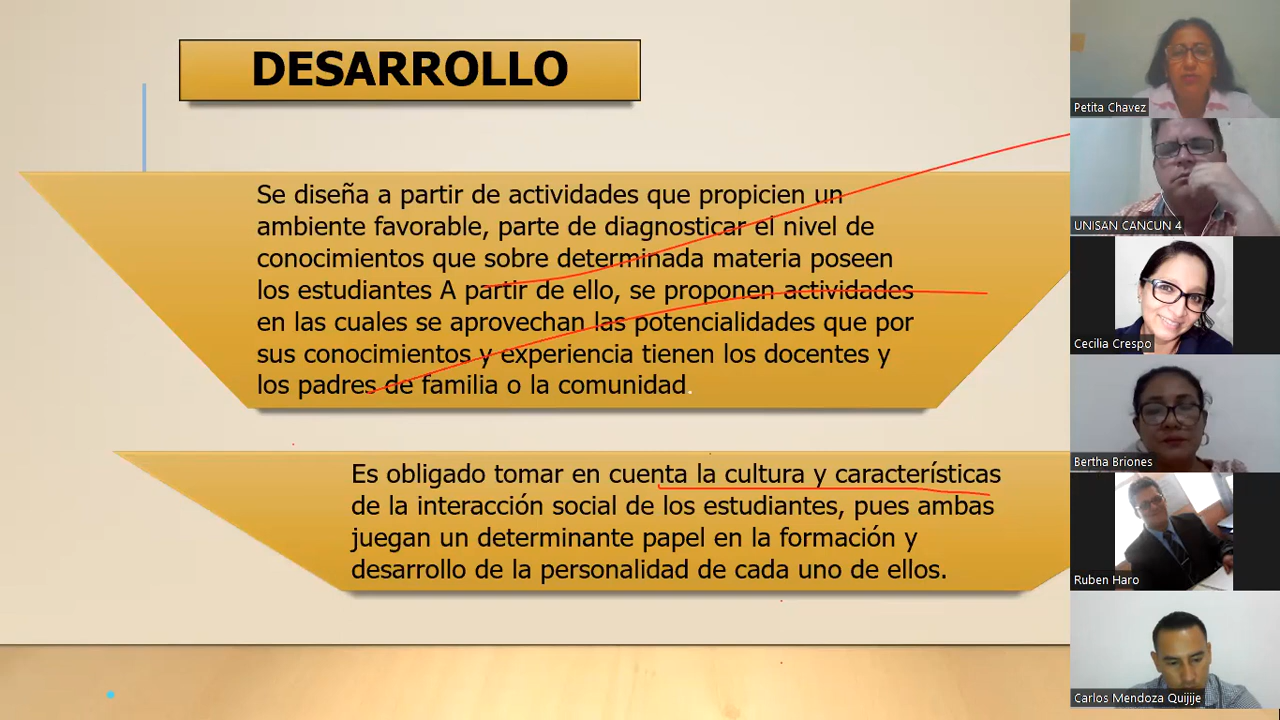 DESARROLLO
Se diseña a partir de actividades que propicien un
ambiente favorable, parte de diagnosticar el nivel de
conocimientos que sobre determinada materia poseen
los estudiantes A partir de ello, se proponen actividades
en las cuales se aprovechan las potencialidades que por
sus conocimientos y experiencia tienen los docentes y
los padres de familia o la comunidad.
Es obligado tomar en cuenta la cultura y características
de la interacción social de los estudiantes, pues ambas
juegan un determinante papel en la formación y
desarrollo de la personalidad de cada uno de ellos.
Petita Chavez
UNISAN CANCUN 4
Cecilia Crespo
Bertha Briones
Ruben Haro
Carlos Mendoza Quijije